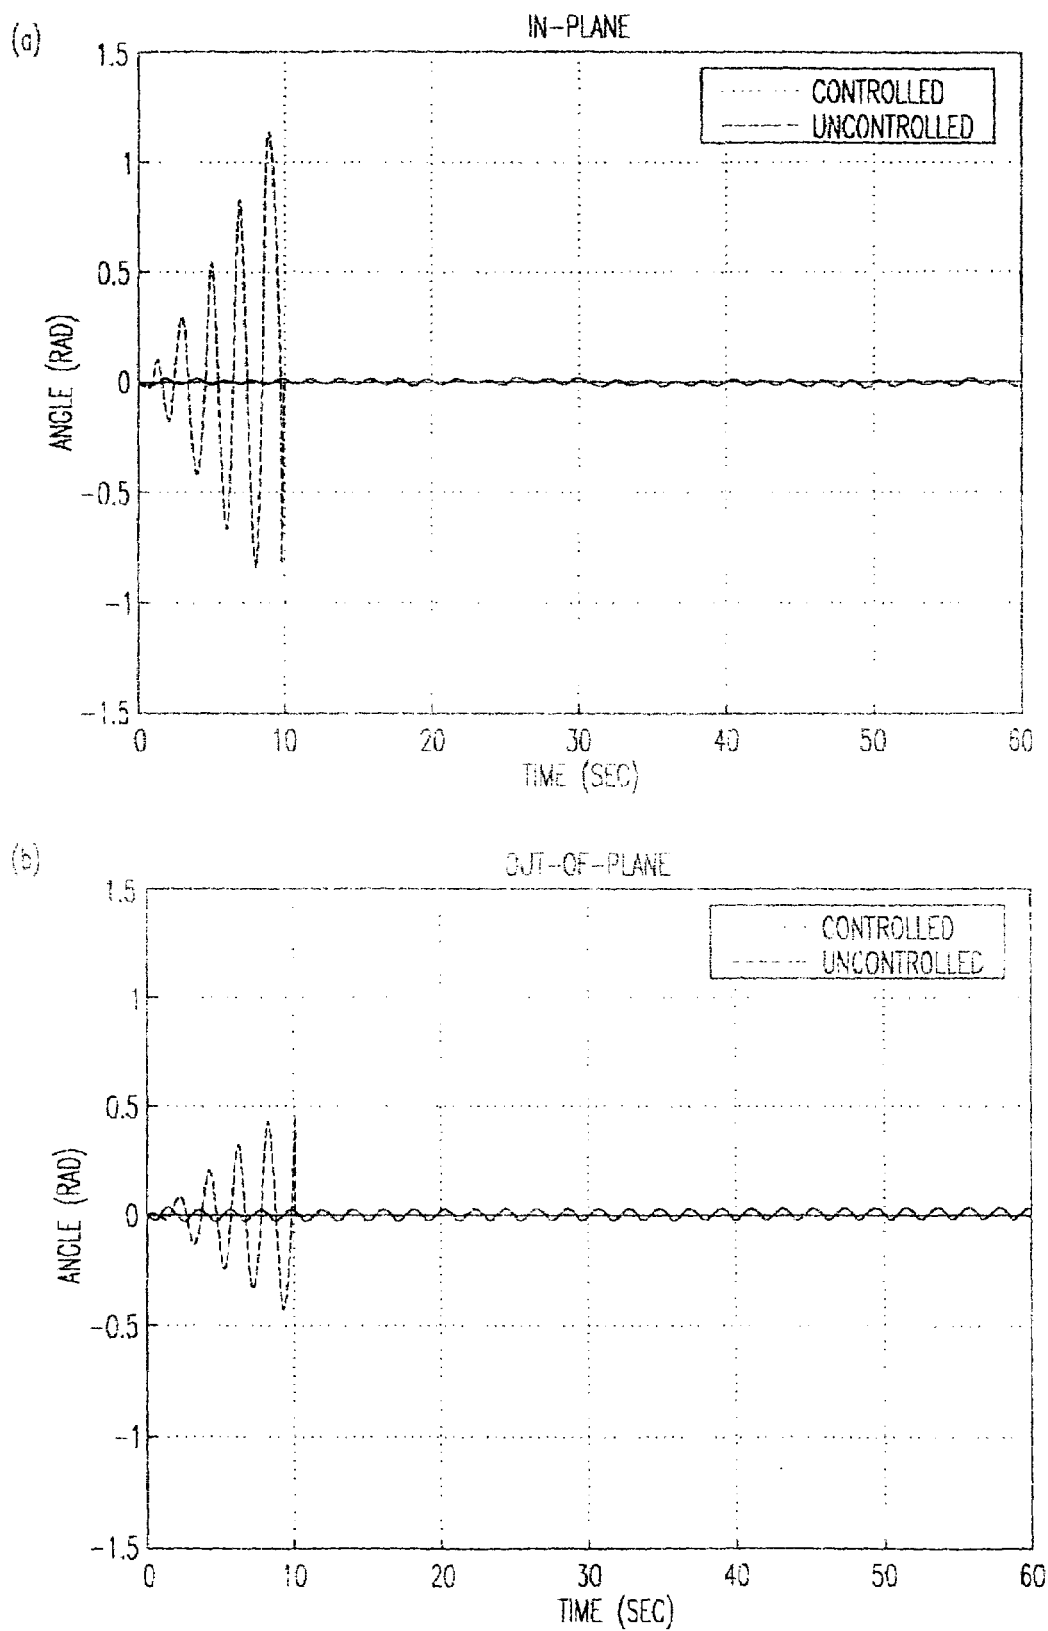 (a)
IN-PLANE
1.5
1
0.5
0
-0.5
-1
-1.5
ANGLE (RAD)
CONTROLLED
UNCONTROLLED
0 10 20 30 40 50 60
TIME (SEC)
(b)
OUT-OF-PLANE
1.5
1
0.5
0
-0.5
-1
-1.5
ANGLE (RAD)
CONTROLLED
UNCONTROLLED
0 10 20 30 40 50 60
TIME (SEC)